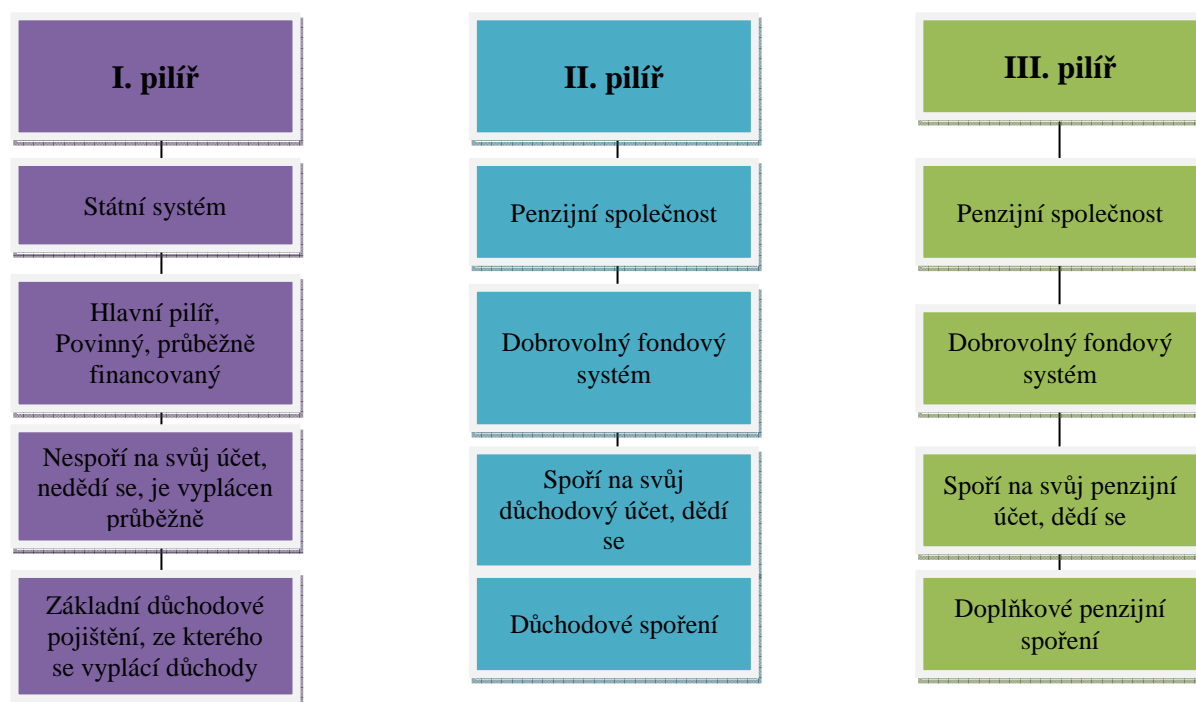 I. pilíř
Státní systém
Hlavní pilíř,
Povinný, průběžně
financovaný
Nespoří na svůj účet,
nedědí se, je vyplácen
průběžně
Základní důchodové
pojištění, ze kterého
se vyplácí důchody
II. pilíř
Penzijní společnost
Dobrovolný fondový
systém
Spoří na svůj
důchodový účet, dědí
se
Důchodové spoření
III. pilíř
Penzijní společnost
Dobrovolný fondový
systém
Spoří na svůj penzijní
účet, dědí se
Doplňkové penzijní
spoření